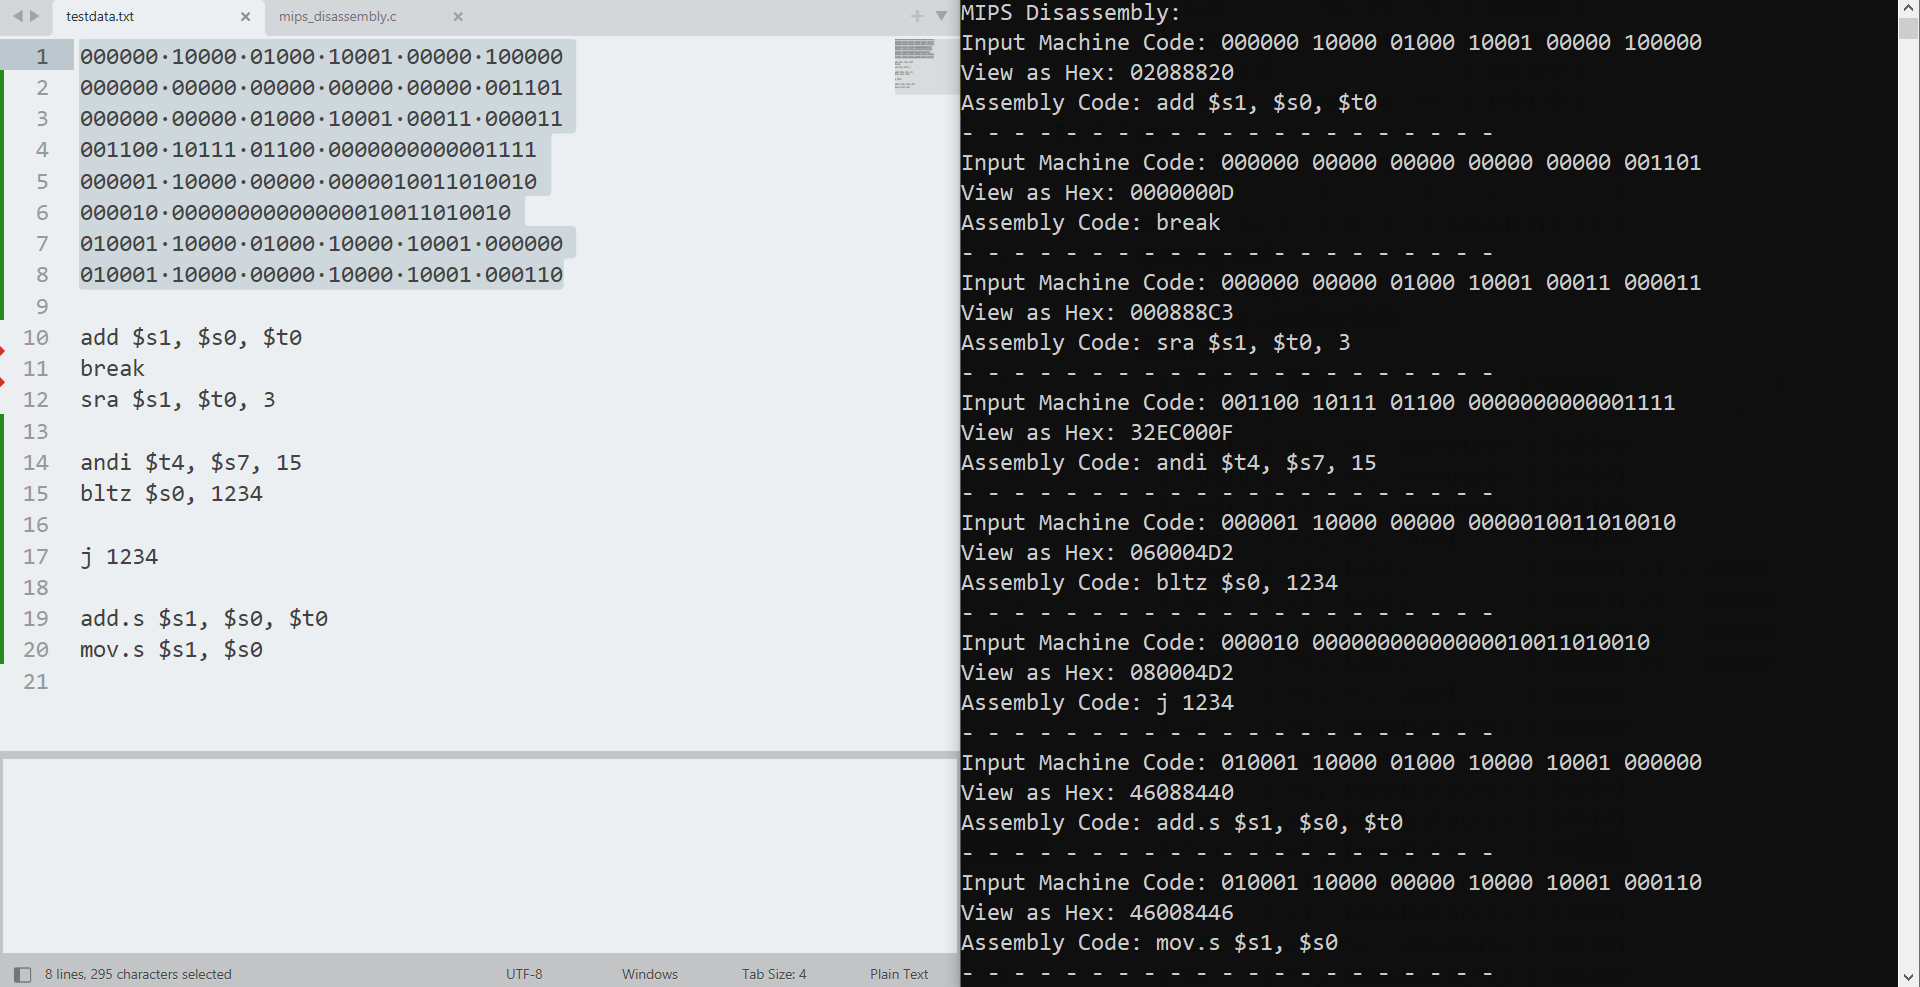 testdata.txt
mips_disassembly.c
1 000000·10000·01000·10001·00000·100000
2 000000·00000·00000·00000·00000·001101
3 000000·00000·01000·10001·00011·000011
4 001100·10111·01100·0000000000001111
5 000001·10000·00000·0000010011010010
6 000010·00000000000000010011010010
7 010001·10000·01000·10000·10001·000000
8 010001·10000·00000·10000·10001·000110
9
10 add $s1, $s0, $t0
11 break
12 sra $s1, $t0, 3
13
14 andi $t4, $s7, 15
15 bltz $s0, 1234
16
17 j 1234
18
19 add.s $s1, $s0, $t0
20 mov.s $s1, $s0
21
8 lines, 295 characters selected
UTF-8
Windows
Tab Size: 4
Plain Text
MIPS Disassembly:
Input Machine Code: 000000 10000 01000 10001 00000 100000
View as Hex: 02088820
Assembly Code: add $s1, $s0, $t0
- - - - - - - - - - - - - - - - - - - - -
Input Machine Code: 000000 00000 00000 00000 00000 001101
View as Hex: 0000000D
Assembly Code: break
- - - - - - - - - - - - - - - - - - - - -
Input Machine Code: 000000 00000 01000 10001 00011 000011
View as Hex: 000888C3
Assembly Code: sra $s1, $t0, 3
- - - - - - - - - - - - - - - - - - - - -
Input Machine Code: 001100 10111 01100 0000000000001111
View as Hex: 32EC000F
Assembly Code: andi $t4, $s7, 15
- - - - - - - - - - - - - - - - - - - - -
Input Machine Code: 000001 10000 00000 0000010011010010
View as Hex: 060004D2
Assembly Code: bltz $s0, 1234
- - - - - - - - - - - - - - - - - - - - -
Input Machine Code: 000010 00000000000000010011010010
View as Hex: 080004D2
Assembly Code: j 1234
- - - - - - - - - - - - - - - - - - - - -
Input Machine Code: 010001 10000 01000 10000 10001 000000
View as Hex: 46088440
Assembly Code: add.s $s1, $s0, $t0
- - - - - - - - - - - - - - - - - - - - -
Input Machine Code: 010001 10000 00000 10000 10001 000110
View as Hex: 46008446
Assembly Code: mov.s $s1, $s0
- - - - - - - - - - - - - - - - - - - - -